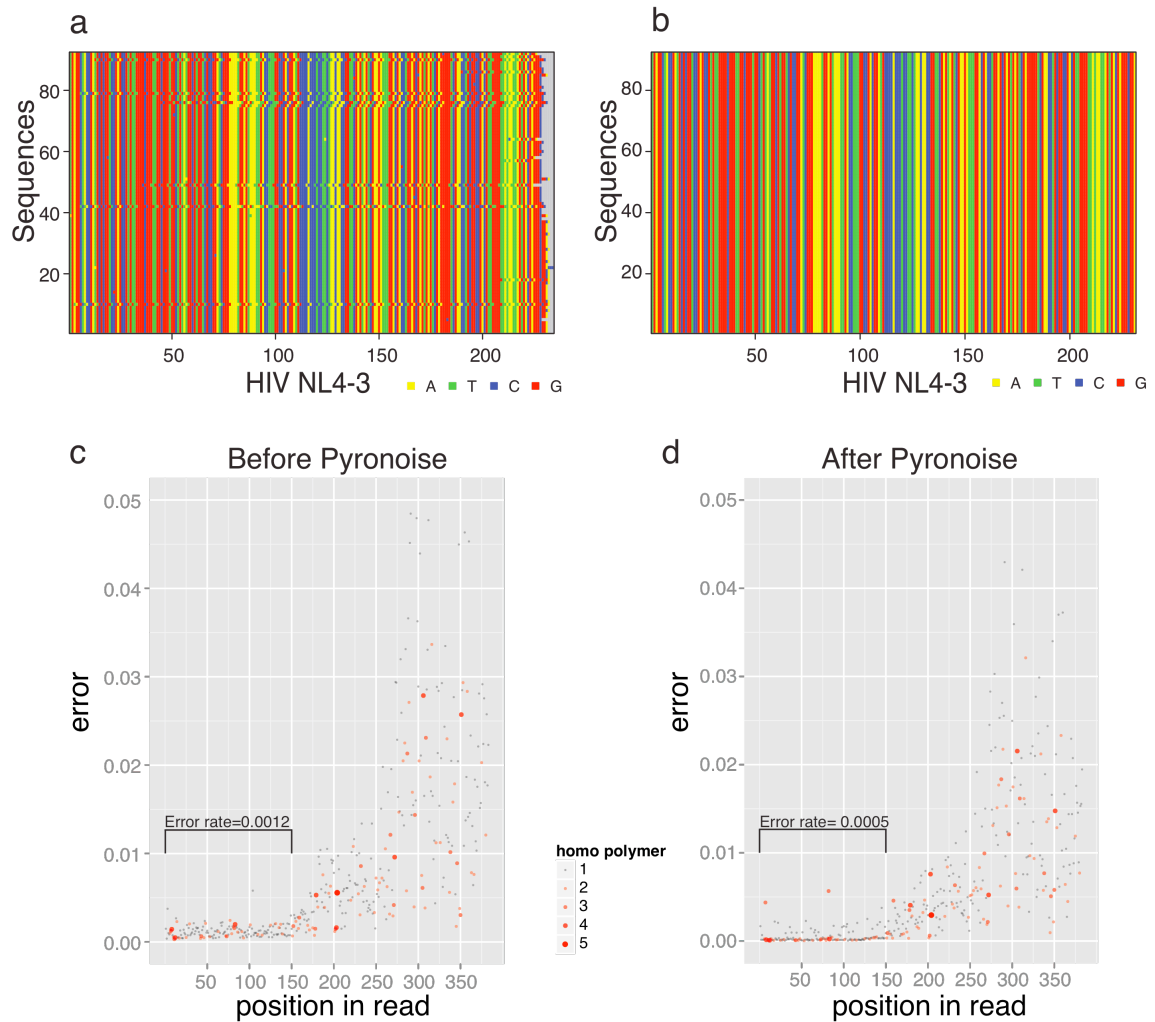 a
b
Sequences
80
60
40
20
50 100 150 200
HIV NL4-3
A T C G
Sequences
80
60
40
20
50 100 150 200
HIV NL4-3
A T C G
c
Before Pyronoise
error
0.05
0.04
0.03
0.02
0.01
0.00
Error rate=0.0012
50 100 150 200 250 300 350
position in read
homo polymer
1
2
3
4
5
d
After Pyronoise
error
0.05
0.04
0.03
0.02
0.01
0.00
Error rate= 0.0005
50 100 150 200 250 300 350
position in read